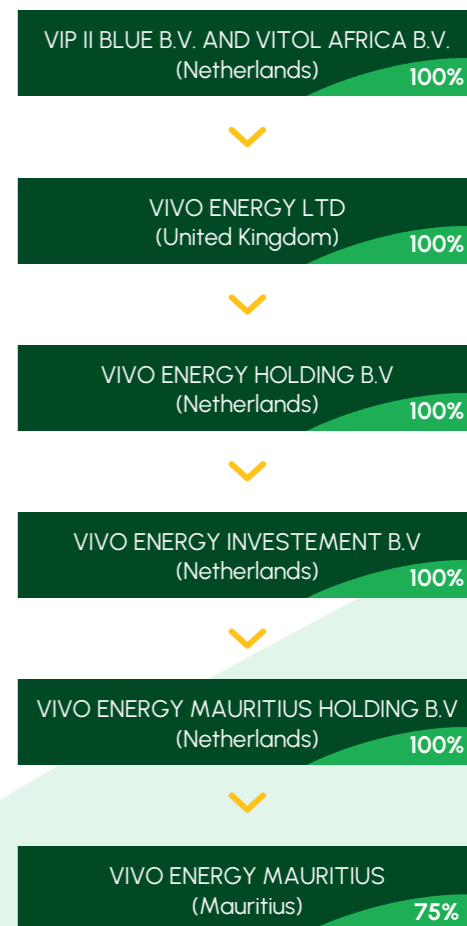 VIP II BLUE B.V. AND VITOL AFRICA B.V.
(Netherlands)
100%
VIVO ENERGY LTD
(United Kingdom)
100%
VIVO ENERGY HOLDING B.V
(Netherlands)
100%
VIVO ENERGY INVESTEMENT B.V
(Netherlands)
100%
VIVO ENERGY MAURITIUS HOLDING B.V
(Netherlands)
100%
VIVO ENERGY MAURITIUS
(Mauritius)
75%